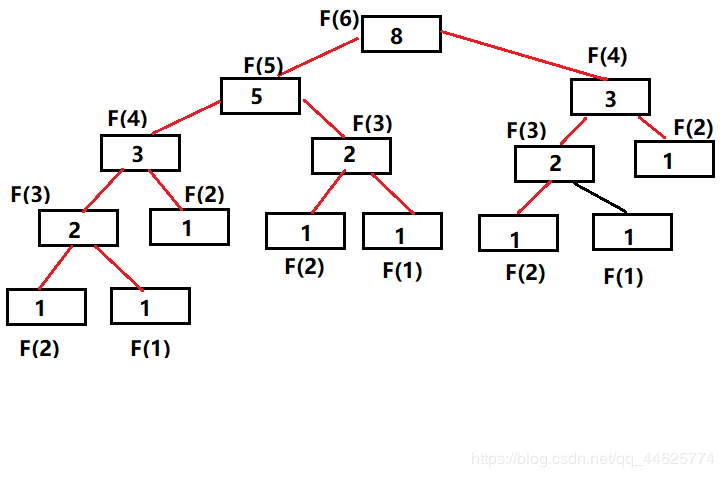 F(6)
8
F(5)
5
F(4)
3
F(4)
3
F(3)
2
F(3)
2
F(2)
1
F(3)
2
F(2)
1
1
1
1
1
F(2)
F(1)
F(2)
F(1)
1
1
F(2)
F(1)
https://blog.csdn.net/qq_44625774